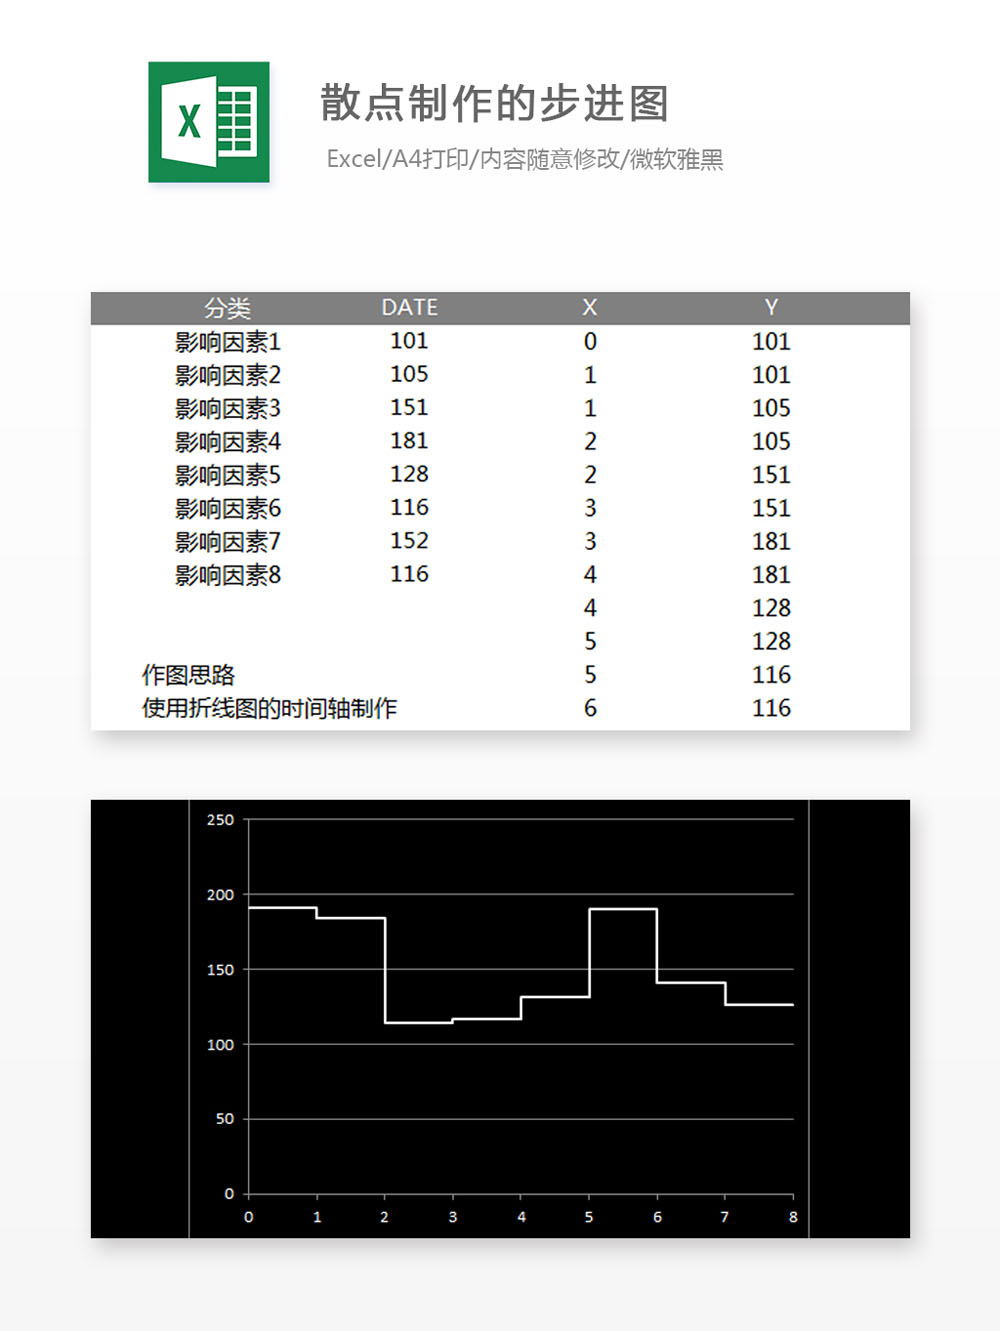 散点制作的步进图
Excel/A4打印/内容随意修改/微软雅黑
X
分类 DATE X Y
影响因素1 101 0 101
影响因素2 105 1 101
影响因素3 151 1 105
影响因素4 181 2 105
影响因素5 128 2 151
影响因素6 116 3 151
影响因素7 152 3 181
影响因素8 116 4 181
4 128
5 128
作图思路 5 116
使用折线图的时间轴制作 6 116
250
200
150
100
50
0
0 1 2 3 4 5 6 7 8